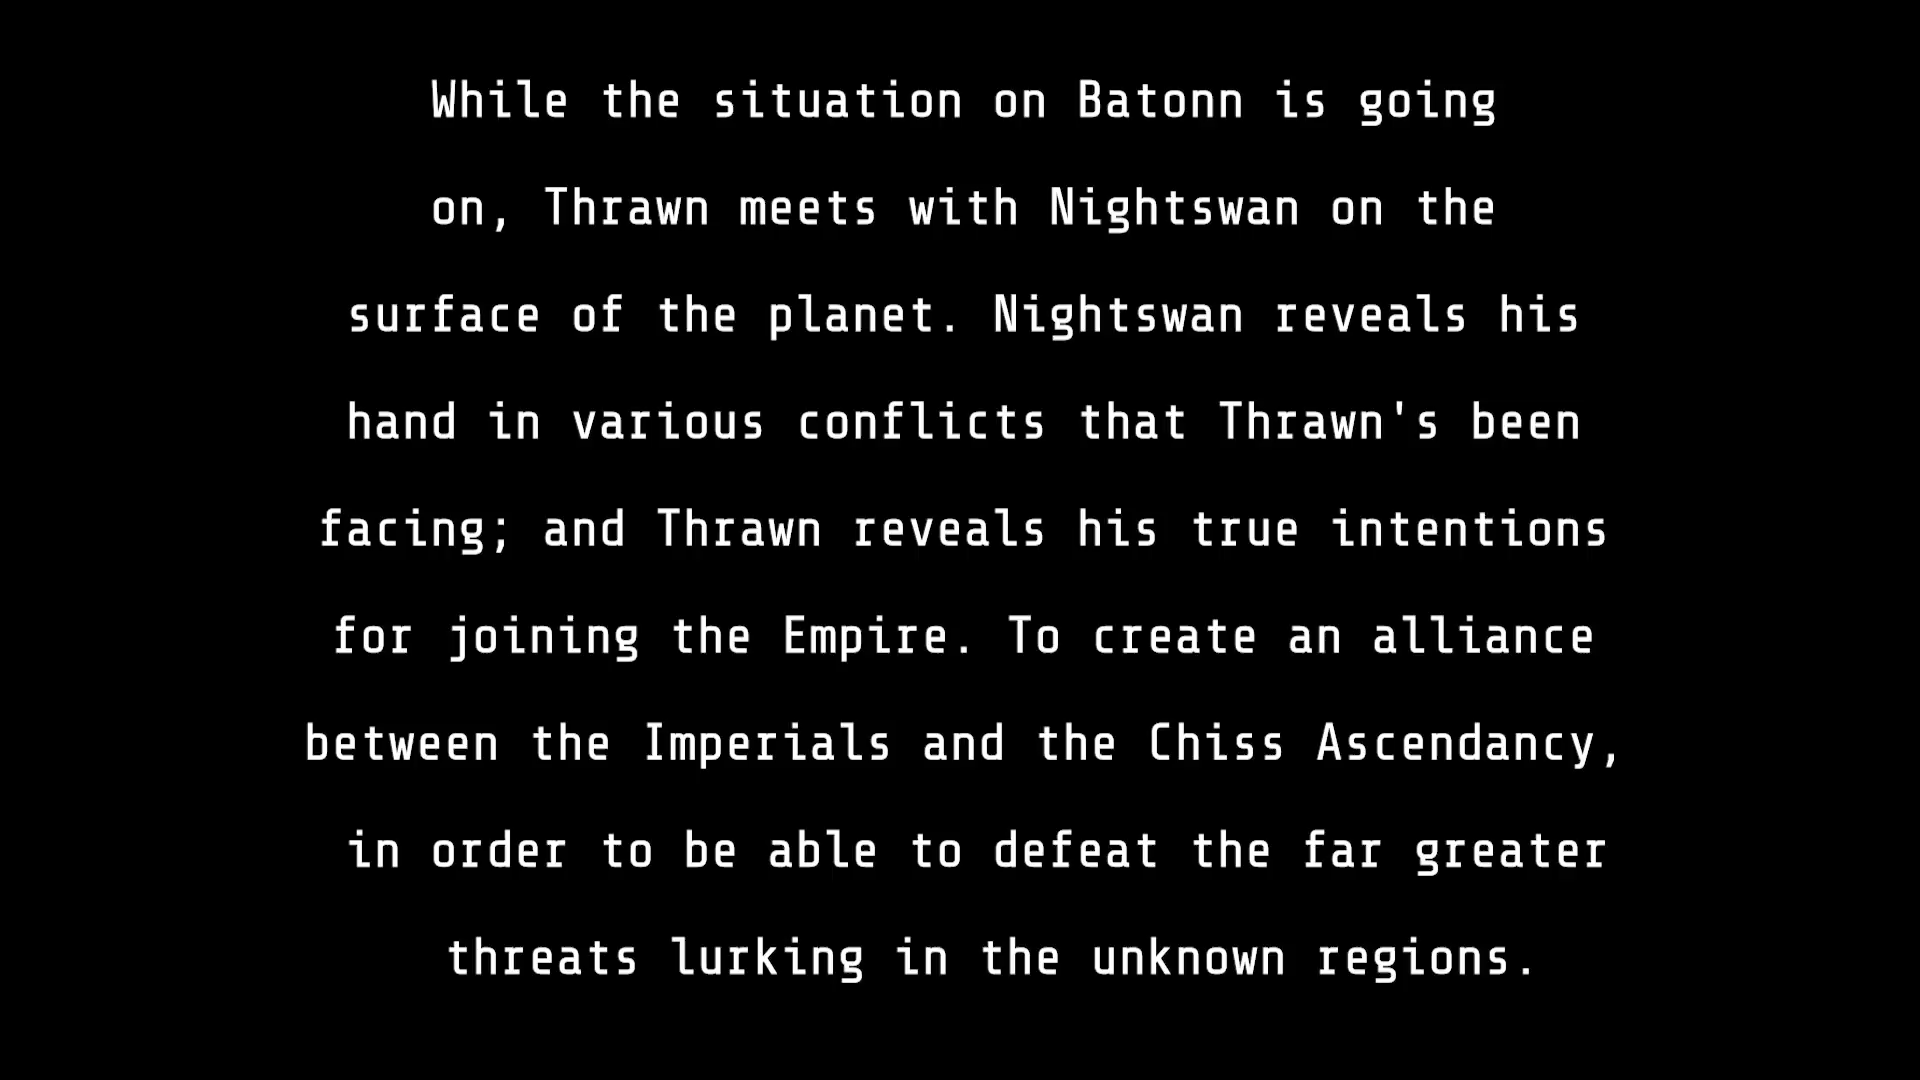 While the situation on Batonn is going
on, Thrawn meets with Nightswan on the
surface of the planet. Nightswan reveals his
hand in various conflicts that Thrawn's been
facing; and Thrawn reveals his true intentions
for joining the Empire. To create an alliance
between the Imperials and the Chiss Ascendancy,
in order to be able to defeat the far greater
threats lurking in the unknown regions.